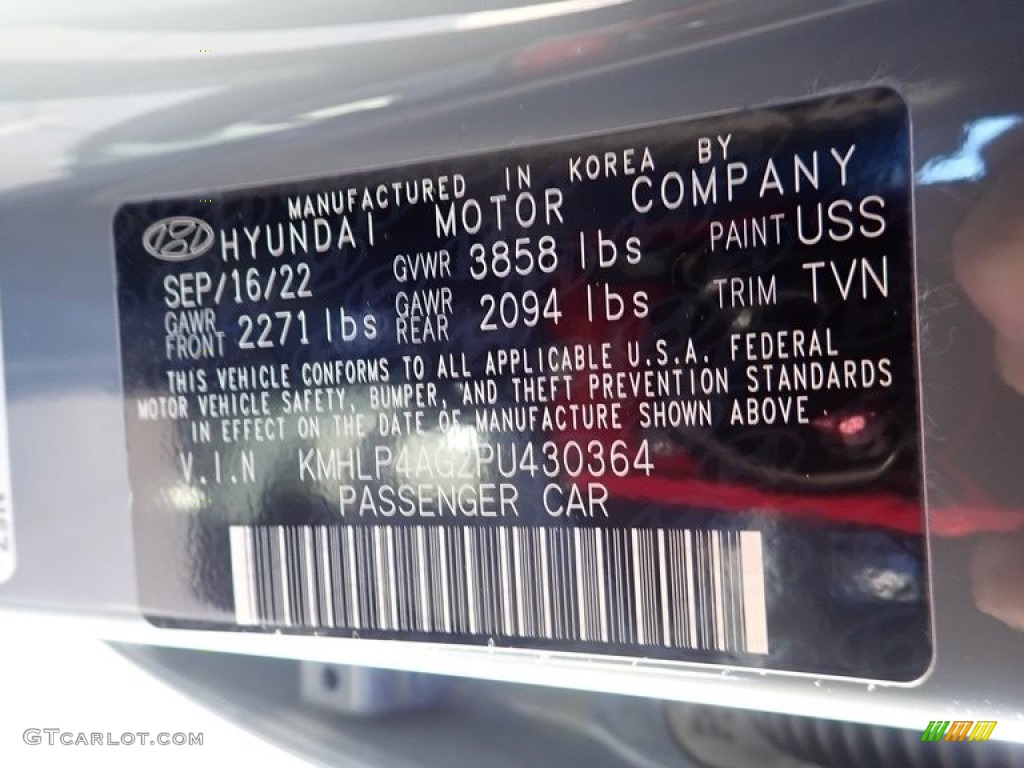 MANUFACTURED IN KOREA BY
HYUNDAI MOTOR COMPANY
SEP/16/22 GVWR 3858 lbs PAINT USS
GAWR FRONT 2271 lbs GAWR REAR 2094 lbs TRIM TVN
THIS VEHICLE CONFORMS TO ALL APPLICABLE U.S.A. FEDERAL
MOTOR VEHICLE SAFETY, BUMPER, AND THEFT PREVENTION STANDARDS
IN EFFECT ON THE DATE OF MANUFACTURE SHOWN ABOVE
V.I.N KMHLP4AG2PU430364
PASSENGER CAR
GTCARLOT.COM